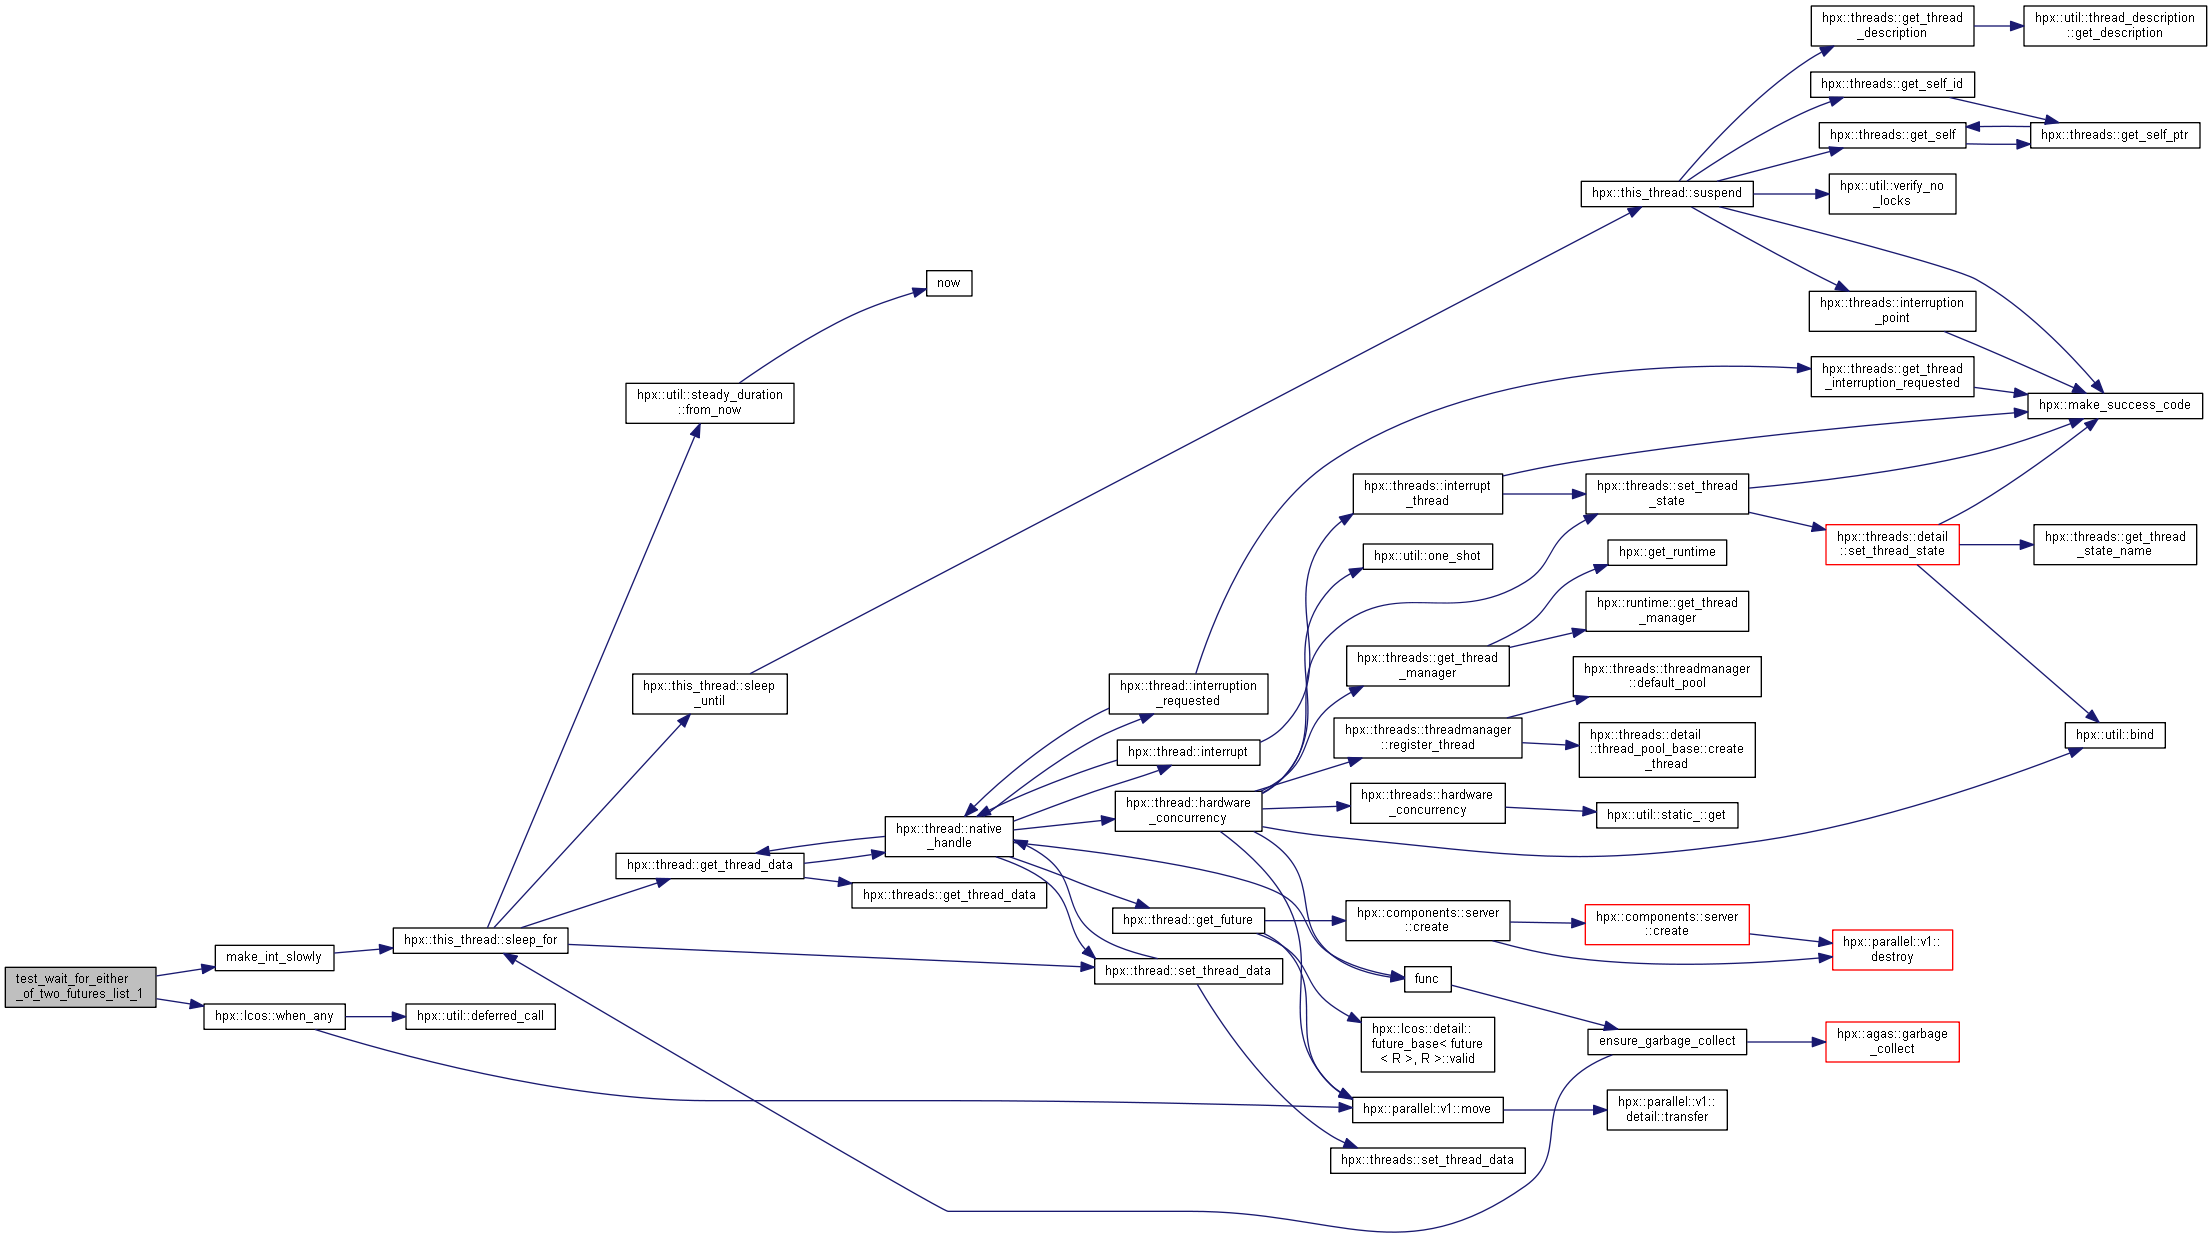 hpx::threads::get_thread
_description
hpx::util::thread_description
::get_description
hpx::threads::get_self_id
hpx::threads::get_self
hpx::threads::get_self_ptr
hpx::this_thread::suspend
hpx::util::verify_no
_locks
now
hpx::threads::interruption
_point
hpx::util::steady_duration
::from_now
hpx::threads::get_thread
_interruption_requested
hpx::make_success_code
hpx::threads::interrupt
_thread
hpx::threads::set_thread
_state
hpx::threads::detail
::set_thread_state
hpx::threads::get_thread
_state_name
hpx::util::one_shot
hpx::get_runtime
hpx::runtime::get_thread
_manager
hpx::threads::get_thread
_manager
hpx::threads::threadmanager
::default_pool
hpx::this_thread::sleep
_until
hpx::thread::interruption
_requested
hpx::threads::threadmanager
::register_thread
hpx::threads::detail
::thread_pool_base::create
_thread
hpx::util::bind
hpx::thread::interrupt
hpx::thread::hardware
_concurrency
hpx::threads::hardware
_concurrency
hpx::util::static_::get
hpx::thread::native
_handle
hpx::thread::get_thread_data
hpx::threads::get_thread_data
hpx::thread::get_future
hpx::components::server
::create
hpx::components::server
::create
hpx::parallel::v1::
destroy
hpx::this_thread::sleep_for
make_int_slowly
test_wait_for_either
_of_two_futures_list_1
hpx::lcos::when_any
hpx::util::deferred_call
hpx::thread::set_thread_data
func
hpx::lcos::detail::
future_base< future
< R >, R >::valid
ensure_garbage_collect
hpx::agas::garbage
_collect
hpx::parallel::v1::move
hpx::parallel::v1::
detail::transfer
hpx::threads::set_thread_data